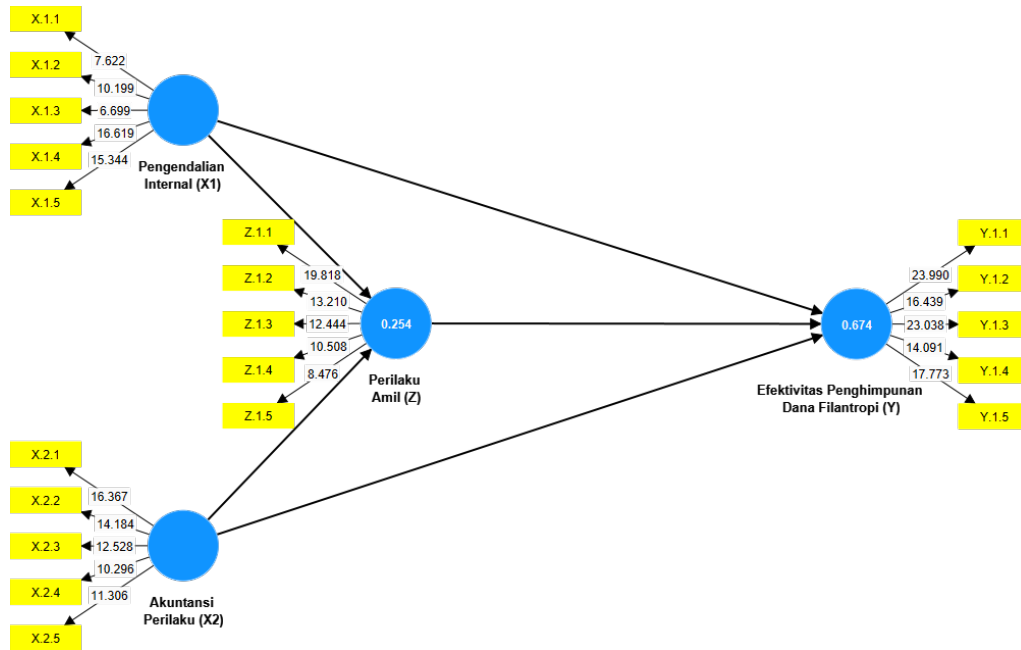 X.1.1
7.622
X.1.2
10.199
X.1.3
6.699
X.1.4
16.619
X.1.5
15.344
Pengendalian
Internal (X1)
Z.1.1
19.818
Z.1.2
13.210
Z.1.3
12.444
Z.1.4
10.508
Z.1.5
8.476
0.254
Perilaku
Amil (Z)
Y.1.1
23.990
Y.1.2
16.439
Y.1.3
23.038
Y.1.4
14.091
Y.1.5
17.773
0.674
Efektivitas Penghimpunan
Dana Filantropi (Y)
X.2.1
16.367
X.2.2
14.184
X.2.3
12.528
X.2.4
10.296
X.2.5
11.306
Akuntansi
Perilaku (X2)